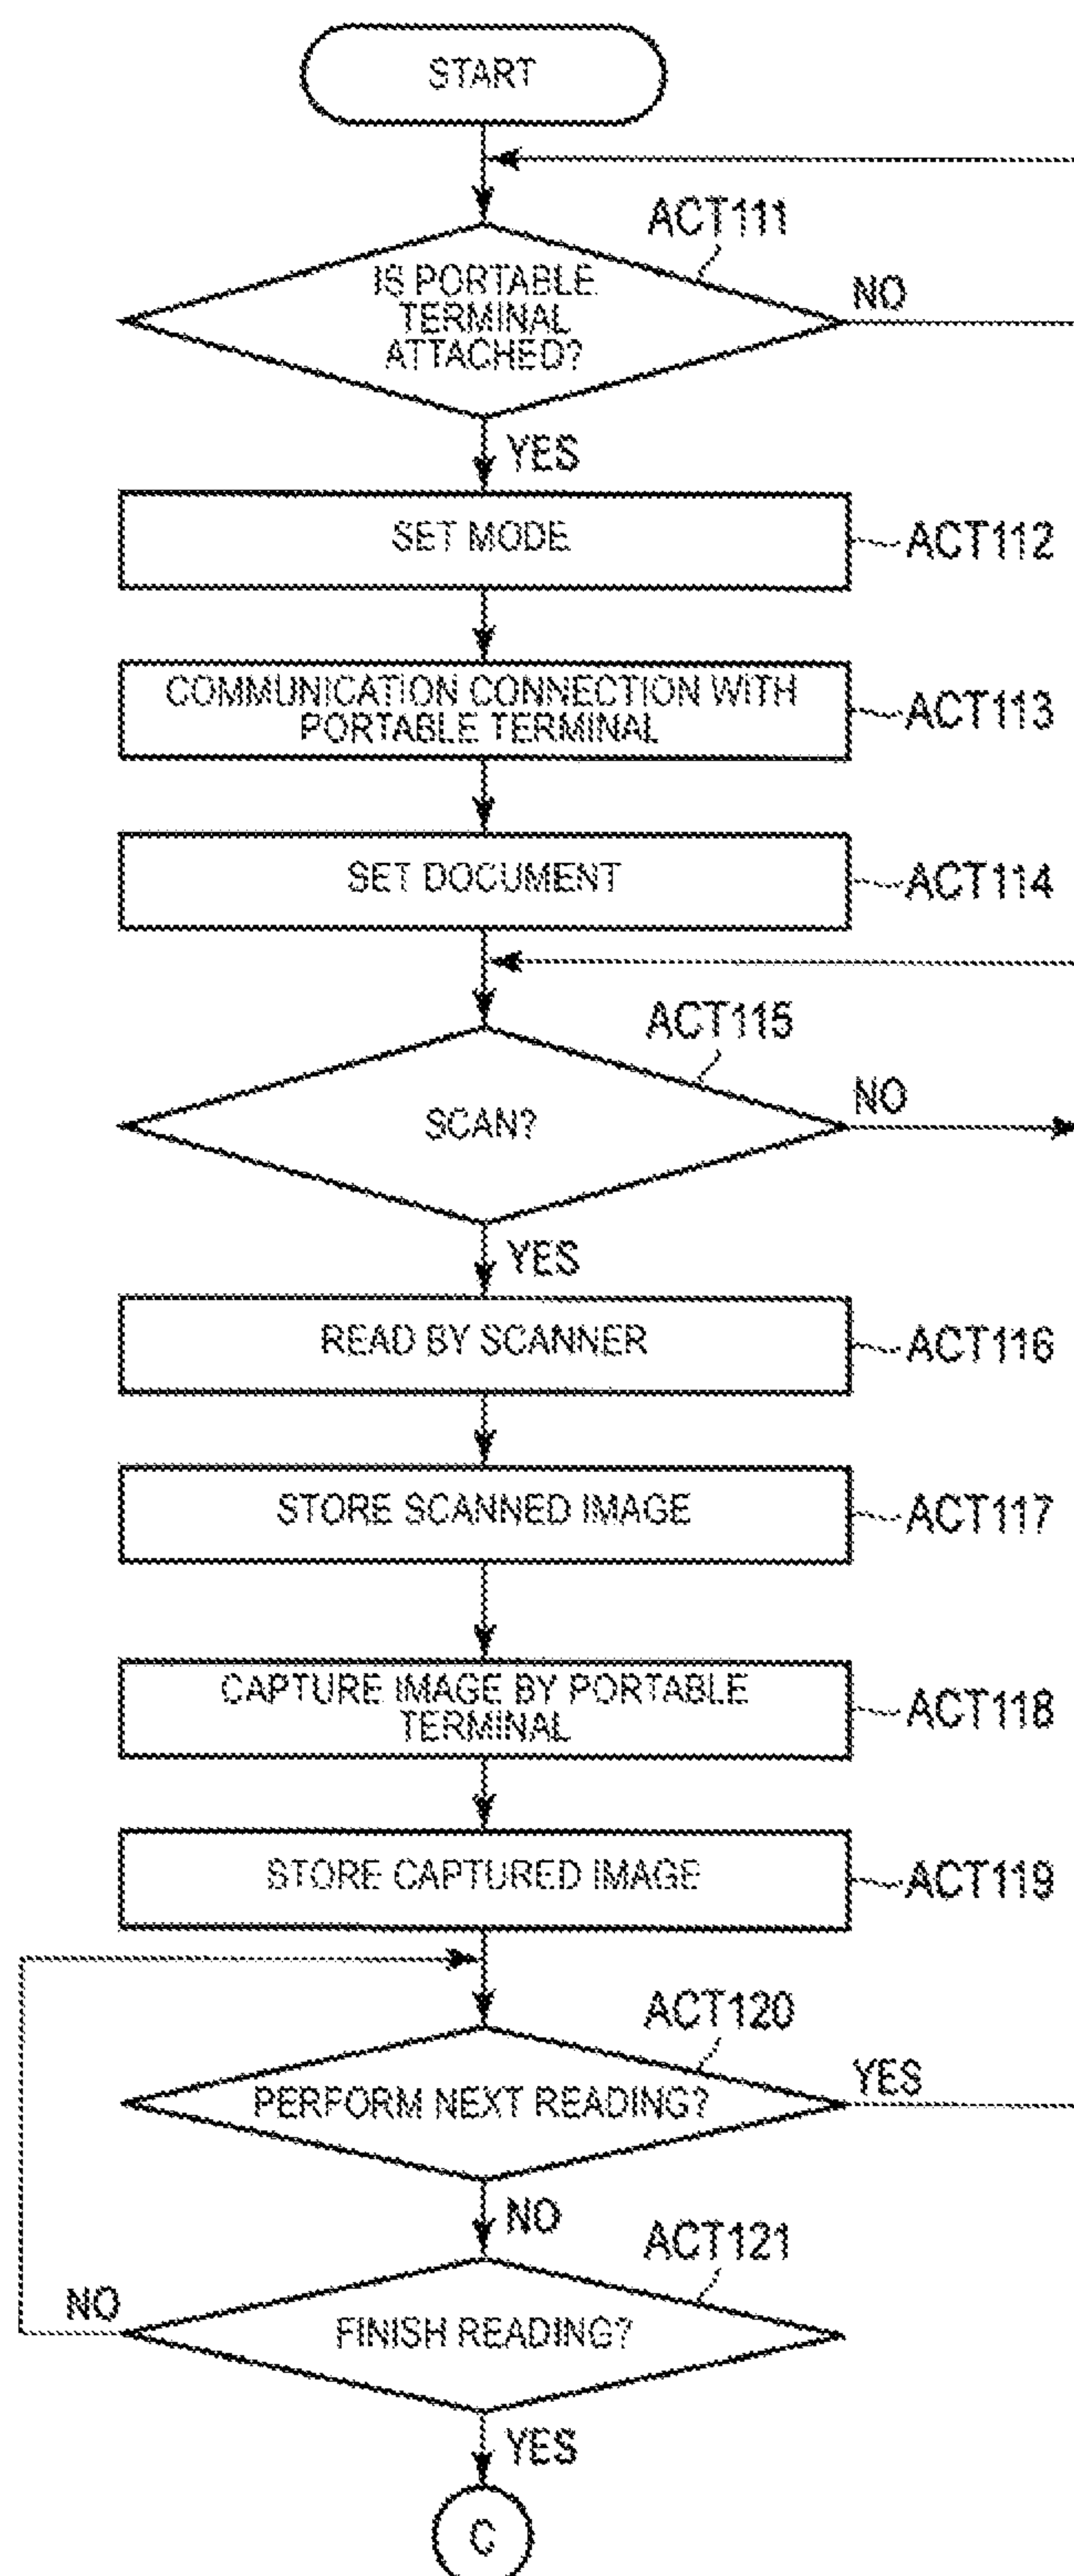 START
ACT111
IS PORTABLE
TERMINAL
ATTACHED?
NO
YES
SET MODE
ACT112
COMMUNICATION CONNECTION WITH
PORTABLE TERMINAL
ACT113
SET DOCUMENT
ACT114
ACT115
SCAN?
NO
YES
READ BY SCANNER
ACT116
STORE SCANNED IMAGE
ACT117
CAPTURE IMAGE BY PORTABLE
TERMINAL
ACT118
STORE CAPTURED IMAGE
ACT119
ACT120
PERFORM NEXT READING?
YES
NO
ACT121
FINISH READING?
NO
YES
C